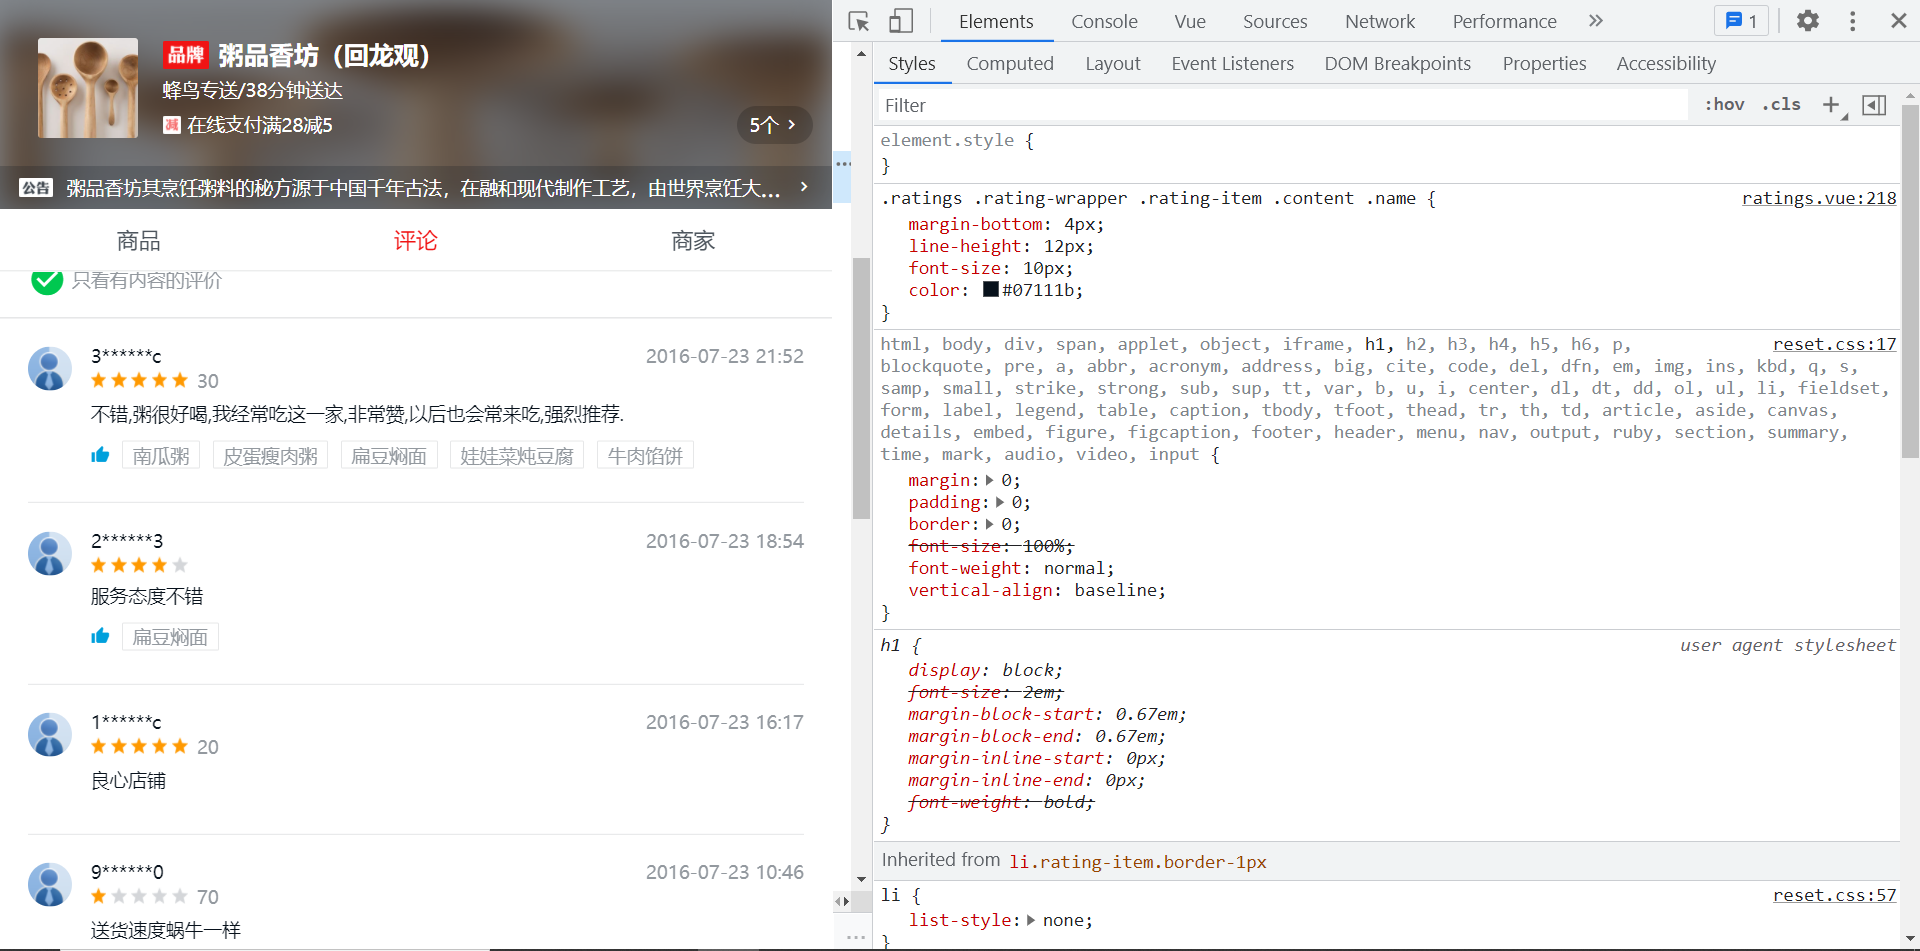 品牌 粥品香坊（回龙观）
蜂鸟专送/38分钟送达
减 在线支付满28减5
5个 >
公告 粥品香坊其烹饪粥料的秘方源于中国千年古法，在融和现代制作工艺，由世界烹饪大... >
商品 评论 商家
只看有内容的评价
3******c 2016-07-23 21:52
30
不错,粥很好喝,我经常吃这一家,非常赞,以后也会常来吃,强烈推荐.
南瓜粥 皮蛋瘦肉粥 扁豆焖面 娃娃菜炖豆腐 牛肉馅饼
2******3 2016-07-23 18:54
服务态度不错
扁豆焖面
1******c 2016-07-23 16:17
20
良心店铺
9******0 2016-07-23 10:46
70
送货速度蜗牛一样
Elements Console Vue Sources Network Performance » 1
Styles Computed Layout Event Listeners DOM Breakpoints Properties Accessibility
Filter :hov .cls +
element.style {
}
.ratings .rating-wrapper .rating-item .content .name { ratings.vue:218
margin-bottom: 4px;
line-height: 12px;
font-size: 10px;
color: #07111b;
}
html, body, div, span, applet, object, iframe, h1, h2, h3, h4, h5, h6, p, reset.css:17
blockquote, pre, a, abbr, acronym, address, big, cite, code, del, dfn, em, img, ins, kbd, q, s,
samp, small, strike, strong, sub, sup, tt, var, b, u, i, center, dl, dt, dd, ol, ul, li, fieldset,
form, label, legend, table, caption, tbody, tfoot, thead, tr, th, td, article, aside, canvas,
details, embed, figure, figcaption, footer, header, menu, nav, output, ruby, section, summary,
time, mark, audio, video, input {
margin: 0;
padding: 0;
border: 0;
font-size: 100%;
font-weight: normal;
vertical-align: baseline;
}
h1 { user agent stylesheet
display: block;
font-size: 2em;
margin-block-start: 0.67em;
margin-block-end: 0.67em;
margin-inline-start: 0px;
margin-inline-end: 0px;
font-weight: bold;
}
Inherited from li.rating-item.border-1px
li { reset.css:57
list-style: none;
}